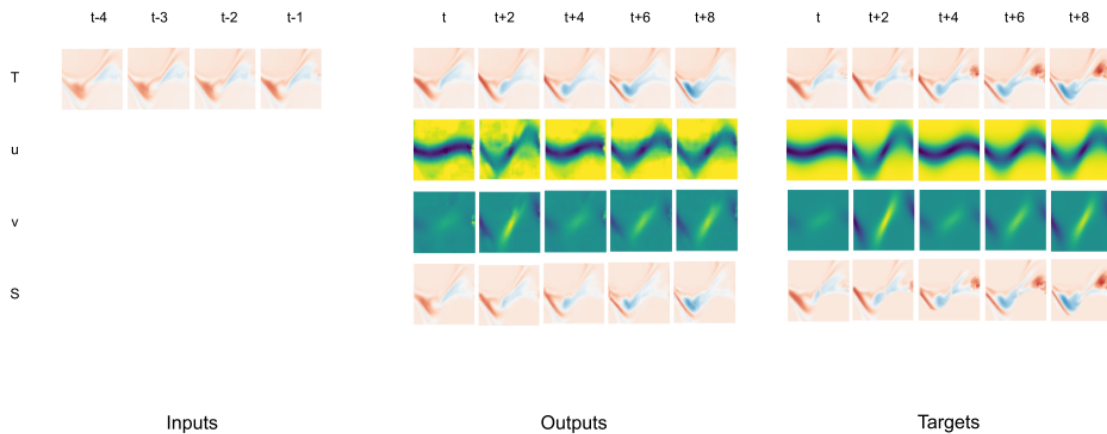 t-4 t-3 t-2 t-1 t t+2 t+4 t+6 t+8 t t+2 t+4 t+6 t+8
T
u
v
S
Inputs Outputs Targets